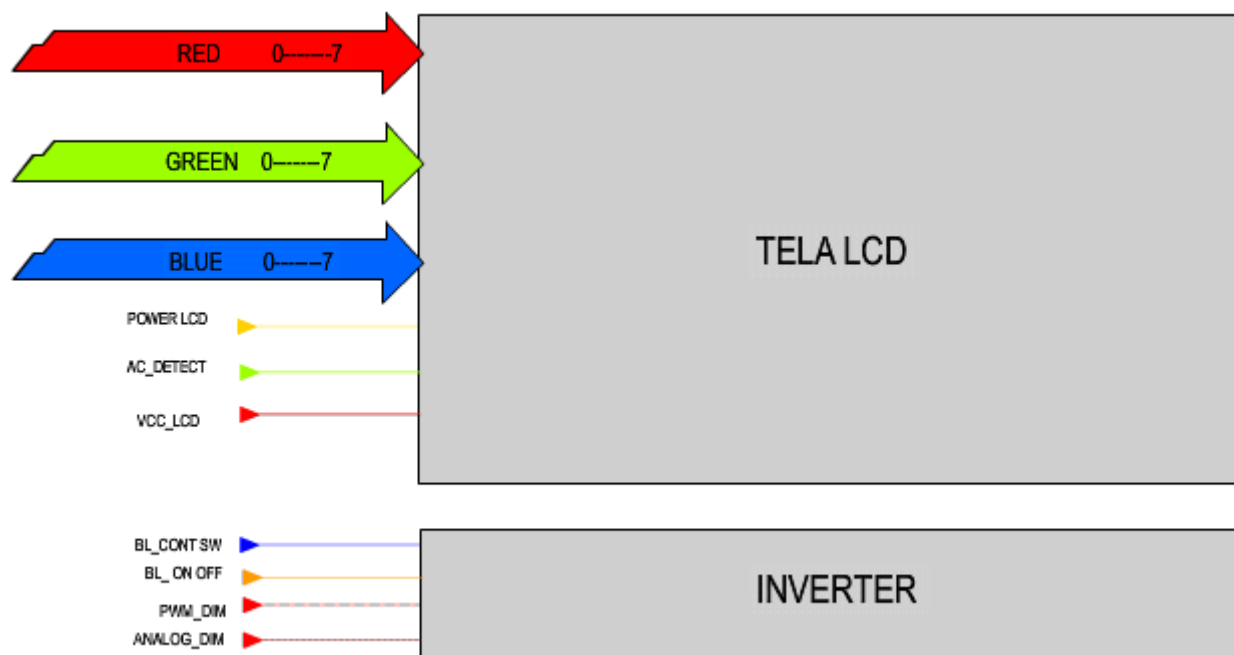 RED 0--------7
GREEN 0-------7
BLUE 0-------7
TELA LCD
POWER LCD
AC_DETECT
VCC_LCD
BL_CONT SW
BL_ ON OFF
PWM_DIM
ANALOG_DIM
INVERTER